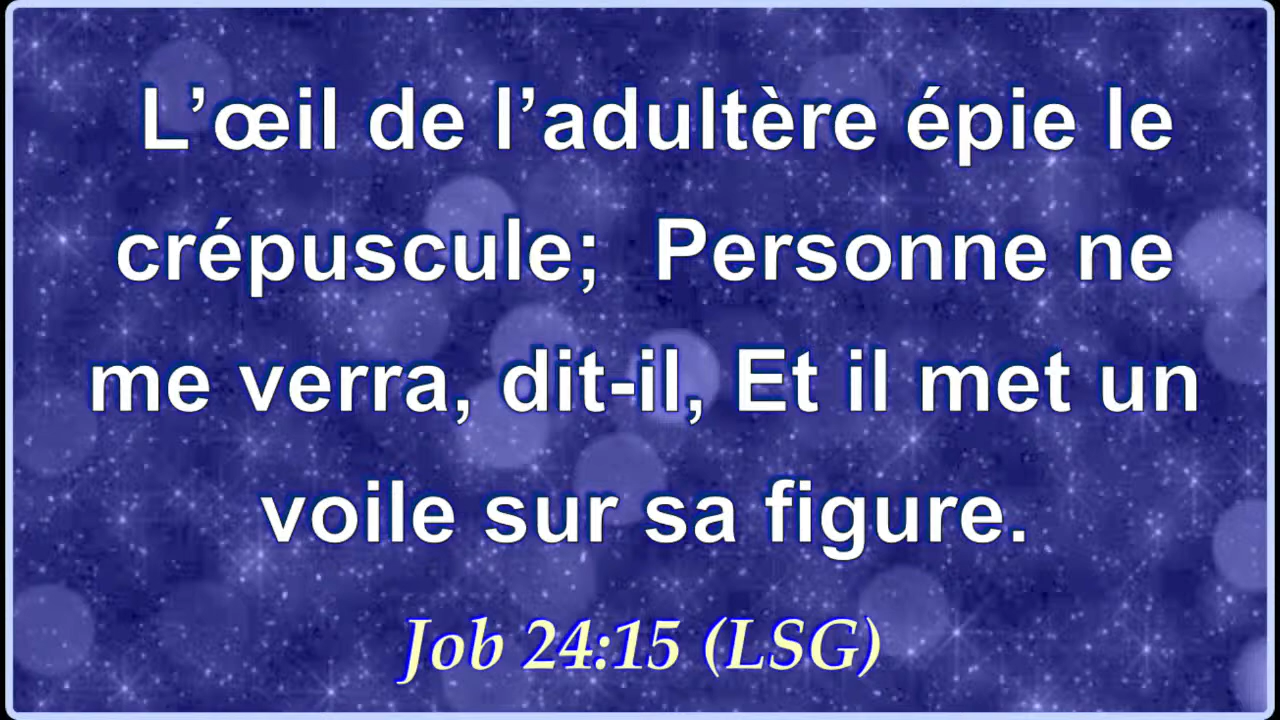 L’œil de l’adultère épie le
crépuscule;  Personne ne
me verra, dit-il, Et il met un
voile sur sa figure.
Job 24:15 (LSG)